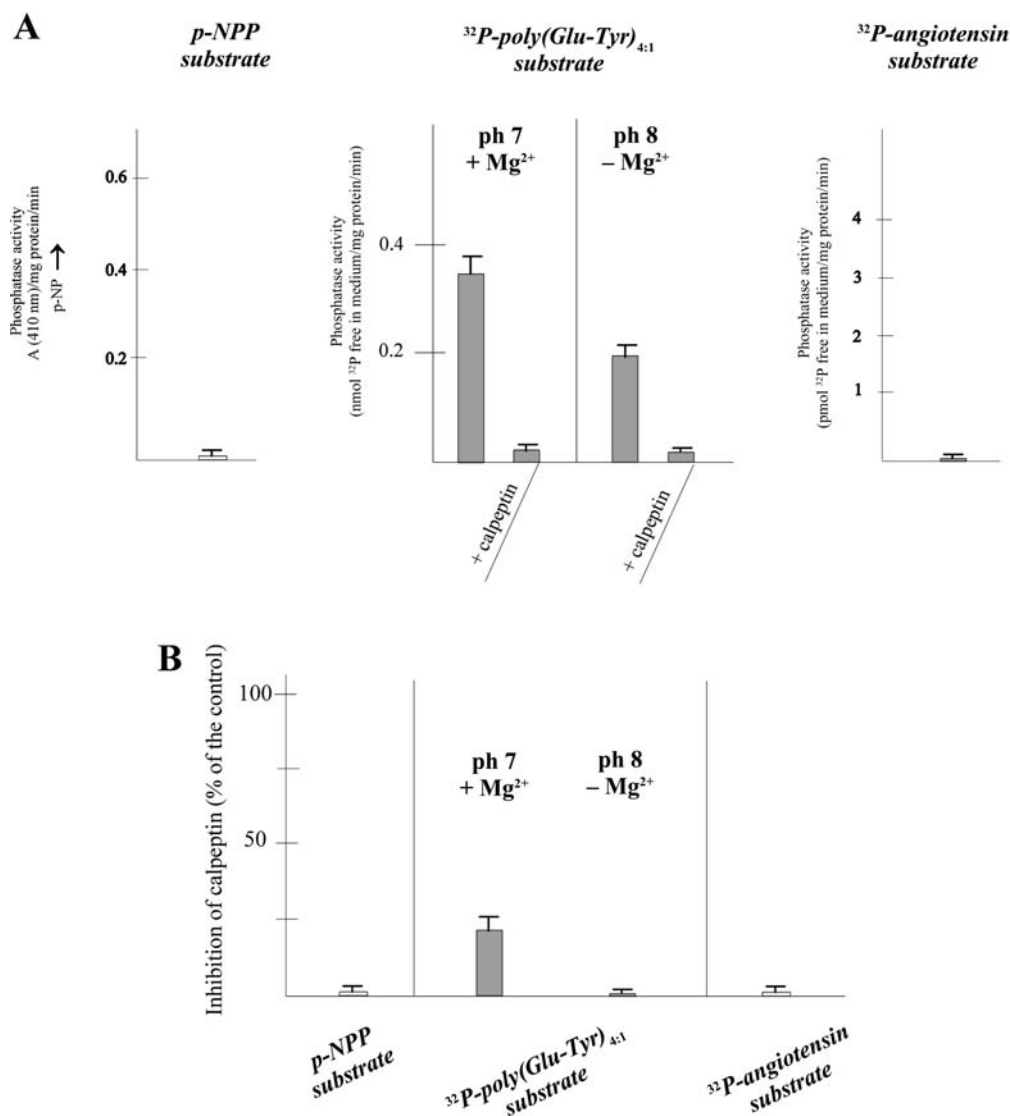 A
p-NPP
substrate
³²P-poly(Glu-Tyr)₄:₁
substrate
³²P-angiotensin
substrate
Phosphatase activity
A (410 nm)/mg protein/min
p-NP →
0.6
0.4
0.2
Phosphatase activity
(nmol ³²P free in medium/mg protein/min)
0.4
0.2
ph 7
+ Mg²⁺
ph 8
– Mg²⁺
+ calpeptin
+ calpeptin
Phosphatase activity
(pmol ³²P free in medium/mg protein/min)
4
3
2
1
B
Inhibition of calpeptin (% of the control)
100
50
ph 7
+ Mg²⁺
ph 8
– Mg²⁺
p-NPP
substrate
³²P-poly(Glu-Tyr)₄:₁
substrate
³²P-angiotensin
substrate